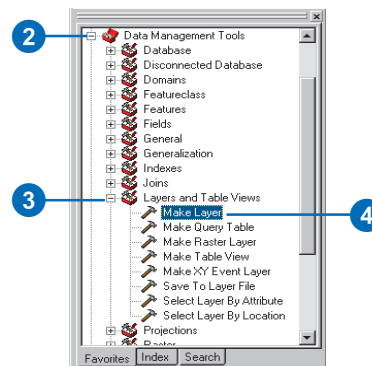 2
Data Management Tools
Database
Disconnected Database
Domains
Featureclass
Features
Fields
General
Generalization
Indexes
Joins
3
Layers and Table Views
Make Layer
4
Make Query Table
Make Raster Layer
Make Table View
Make XY Event Layer
Save To Layer File
Select Layer By Attribute
Select Layer By Location
Projections
Raster
Favorites Index Search